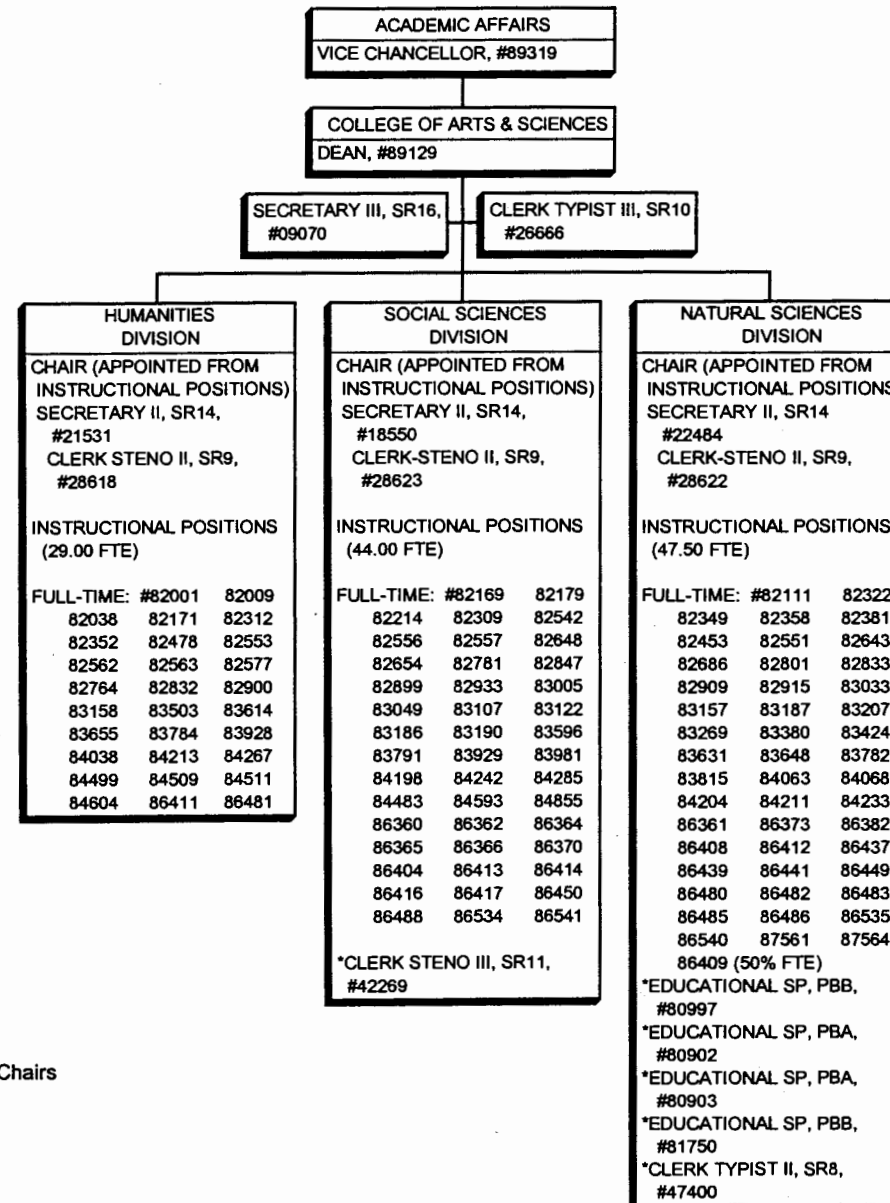 ACADEMIC AFFAIRS
VICE CHANCELLOR, #89319
COLLEGE OF ARTS & SCIENCES
DEAN, #89129
SECRETARY III, SR16,
#09070
CLERK TYPIST III, SR10
#26666
HUMANITIES
DIVISION
CHAIR (APPOINTED FROM
INSTRUCTIONAL POSITIONS)
SECRETARY II, SR14,
#21531
CLERK STENO II, SR9,
#28618
INSTRUCTIONAL POSITIONS
(29.00 FTE)
FULL-TIME: #82001 82009
82038 82171 82312
82352 82478 82553
82562 82563 82577
82764 82832 82900
83158 83503 83614
83655 83784 83928
84038 84213 84267
84499 84509 84511
84604 86411 86481
SOCIAL SCIENCES
DIVISION
CHAIR (APPOINTED FROM
INSTRUCTIONAL POSITIONS)
SECRETARY II, SR14,
#18550
CLERK-STENO II, SR9,
#28623
INSTRUCTIONAL POSITIONS
(44.00 FTE)
FULL-TIME: #82169 82179
82214 82309 82542
82556 82557 82648
82654 82781 82847
82899 82933 83005
83049 83107 83122
83186 83190 83596
83791 83929 83981
84198 84242 84285
84483 84593 84855
86360 86362 86364
86365 86366 86370
86404 86413 86414
86416 86417 86450
86488 86534 86541
*CLERK STENO III, SR11,
#42269
NATURAL SCIENCES
DIVISION
CHAIR (APPOINTED FROM
INSTRUCTIONAL POSITIONS
SECRETARY II, SR14
#22484
CLERK-STENO II, SR9,
#28622
INSTRUCTIONAL POSITIONS
(47.50 FTE)
FULL-TIME: #82111 82322
82349 82358 82381
82453 82551 82643
82686 82801 82833
82909 82915 83033
83157 83187 83207
83269 83380 83424
83631 83648 83782
83815 84063 84068
84204 84211 84233
86361 86373 86382
86408 86412 86437
86439 86441 86449
86480 86482 86483
86485 86486 86535
86540 87561 87564
86409 (50% FTE)
*EDUCATIONAL SP, PBB,
#80997
*EDUCATIONAL SP, PBA,
#80902
*EDUCATIONAL SP, PBA,
#80903
*EDUCATIONAL SP, PBB,
#81750
*CLERK TYPIST II, SR8,
#47400
Chairs